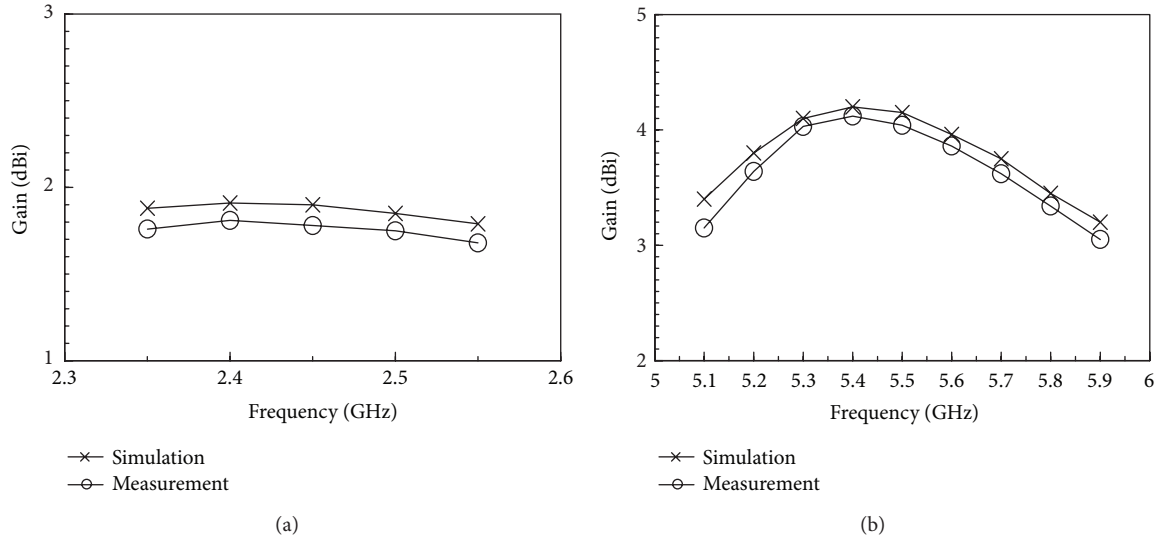 3
2
1
Gain (dBi)
2.3 2.4 2.5 2.6
Frequency (GHz)
Simulation
Measurement
(a)
5
4
3
2
Gain (dBi)
5 5.1 5.2 5.3 5.4 5.5 5.6 5.7 5.8 5.9 6
Frequency (GHz)
Simulation
Measurement
(b)